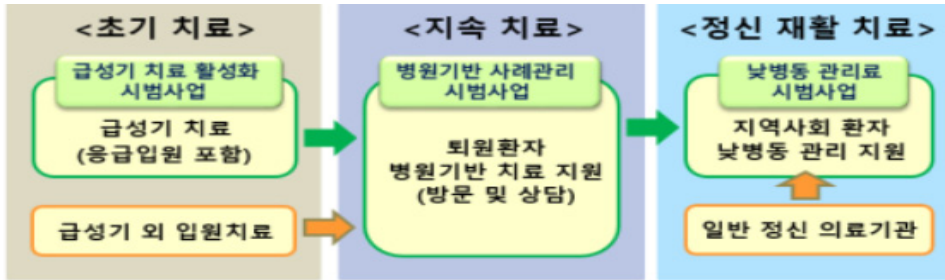 <초기 치료>
급성기 치료 활성화
시범사업
급성기 치료
(응급입원 포함)
급성기 외 입원치료
<지속 치료>
병원기반 사례관리
시범사업
퇴원환자
병원기반 치료 지원
(방문 및 상담)
<정신 재활 치료>
낮병동 관리료
시범사업
지역사회 환자
낮병동 관리 지원
일반 정신 의료기관